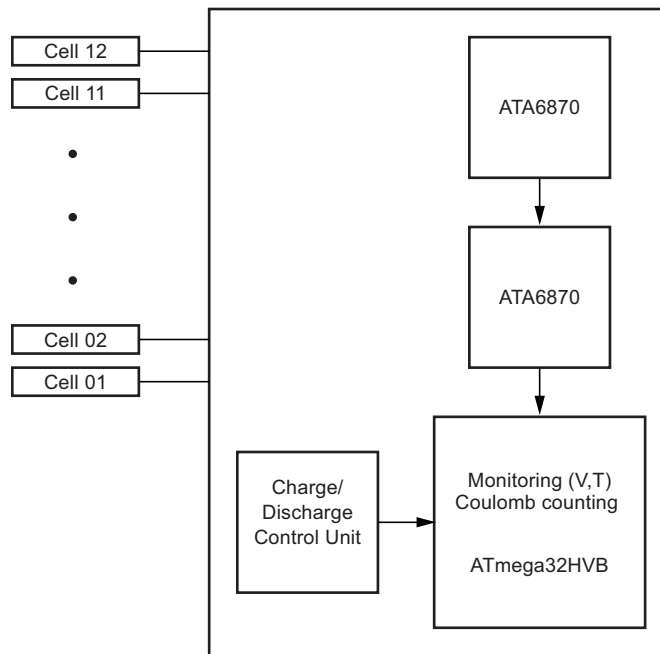 Cell 12
Cell 11
Cell 02
Cell 01
ATA6870
ATA6870
Charge/
Discharge
Control Unit
Monitoring (V,T)
Coulomb counting
ATmega32HVB